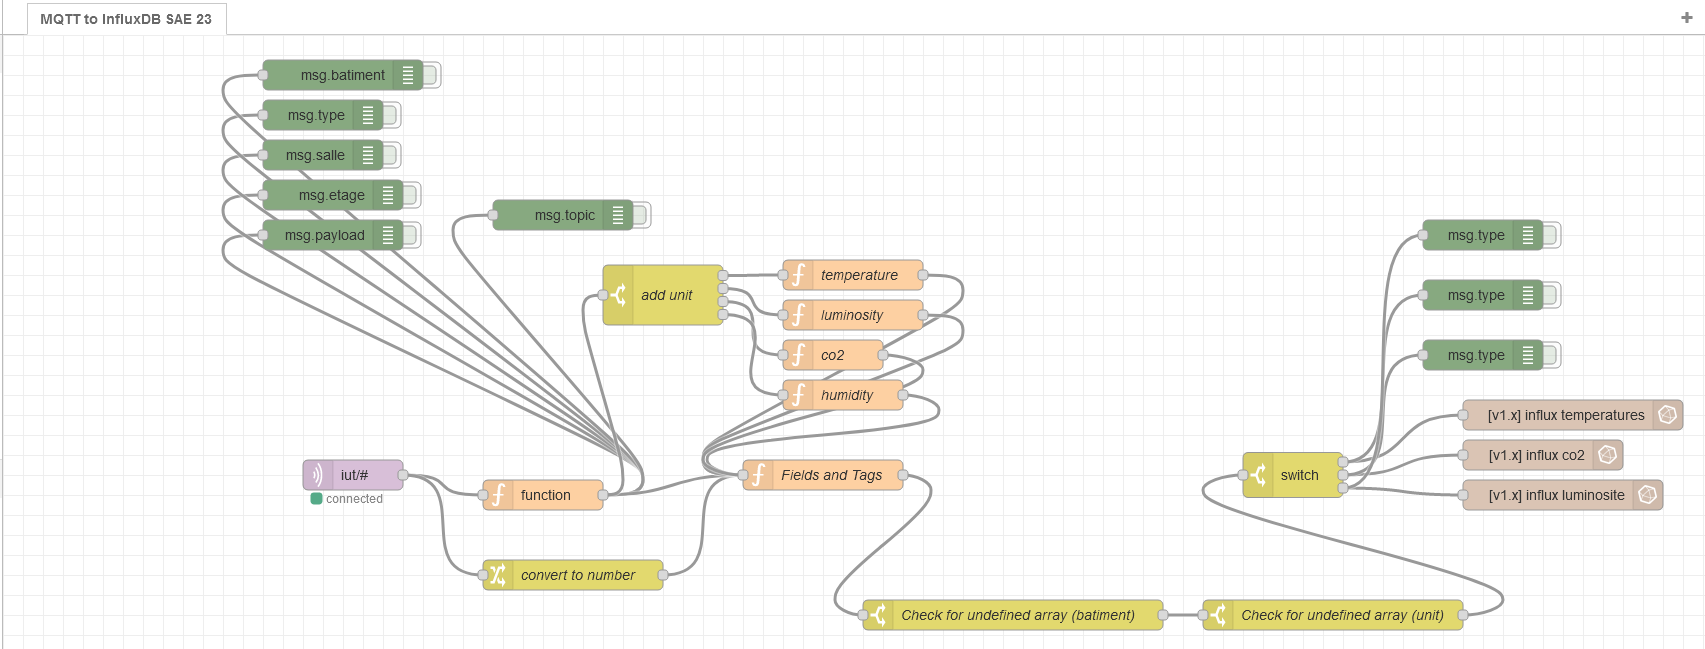 MQTT to InfluxDB SAE 23
msg.batiment
msg.type
msg.salle
msg.etage
msg.payload
msg.topic
add unit
temperature
luminosity
co2
humidity
iut/#
connected
function
convert to number
Fields and Tags
Check for undefined array (batiment)
Check for undefined array (unit)
switch
msg.type
msg.type
msg.type
[v1.x] influx temperatures
[v1.x] influx co2
[v1.x] influx luminosite